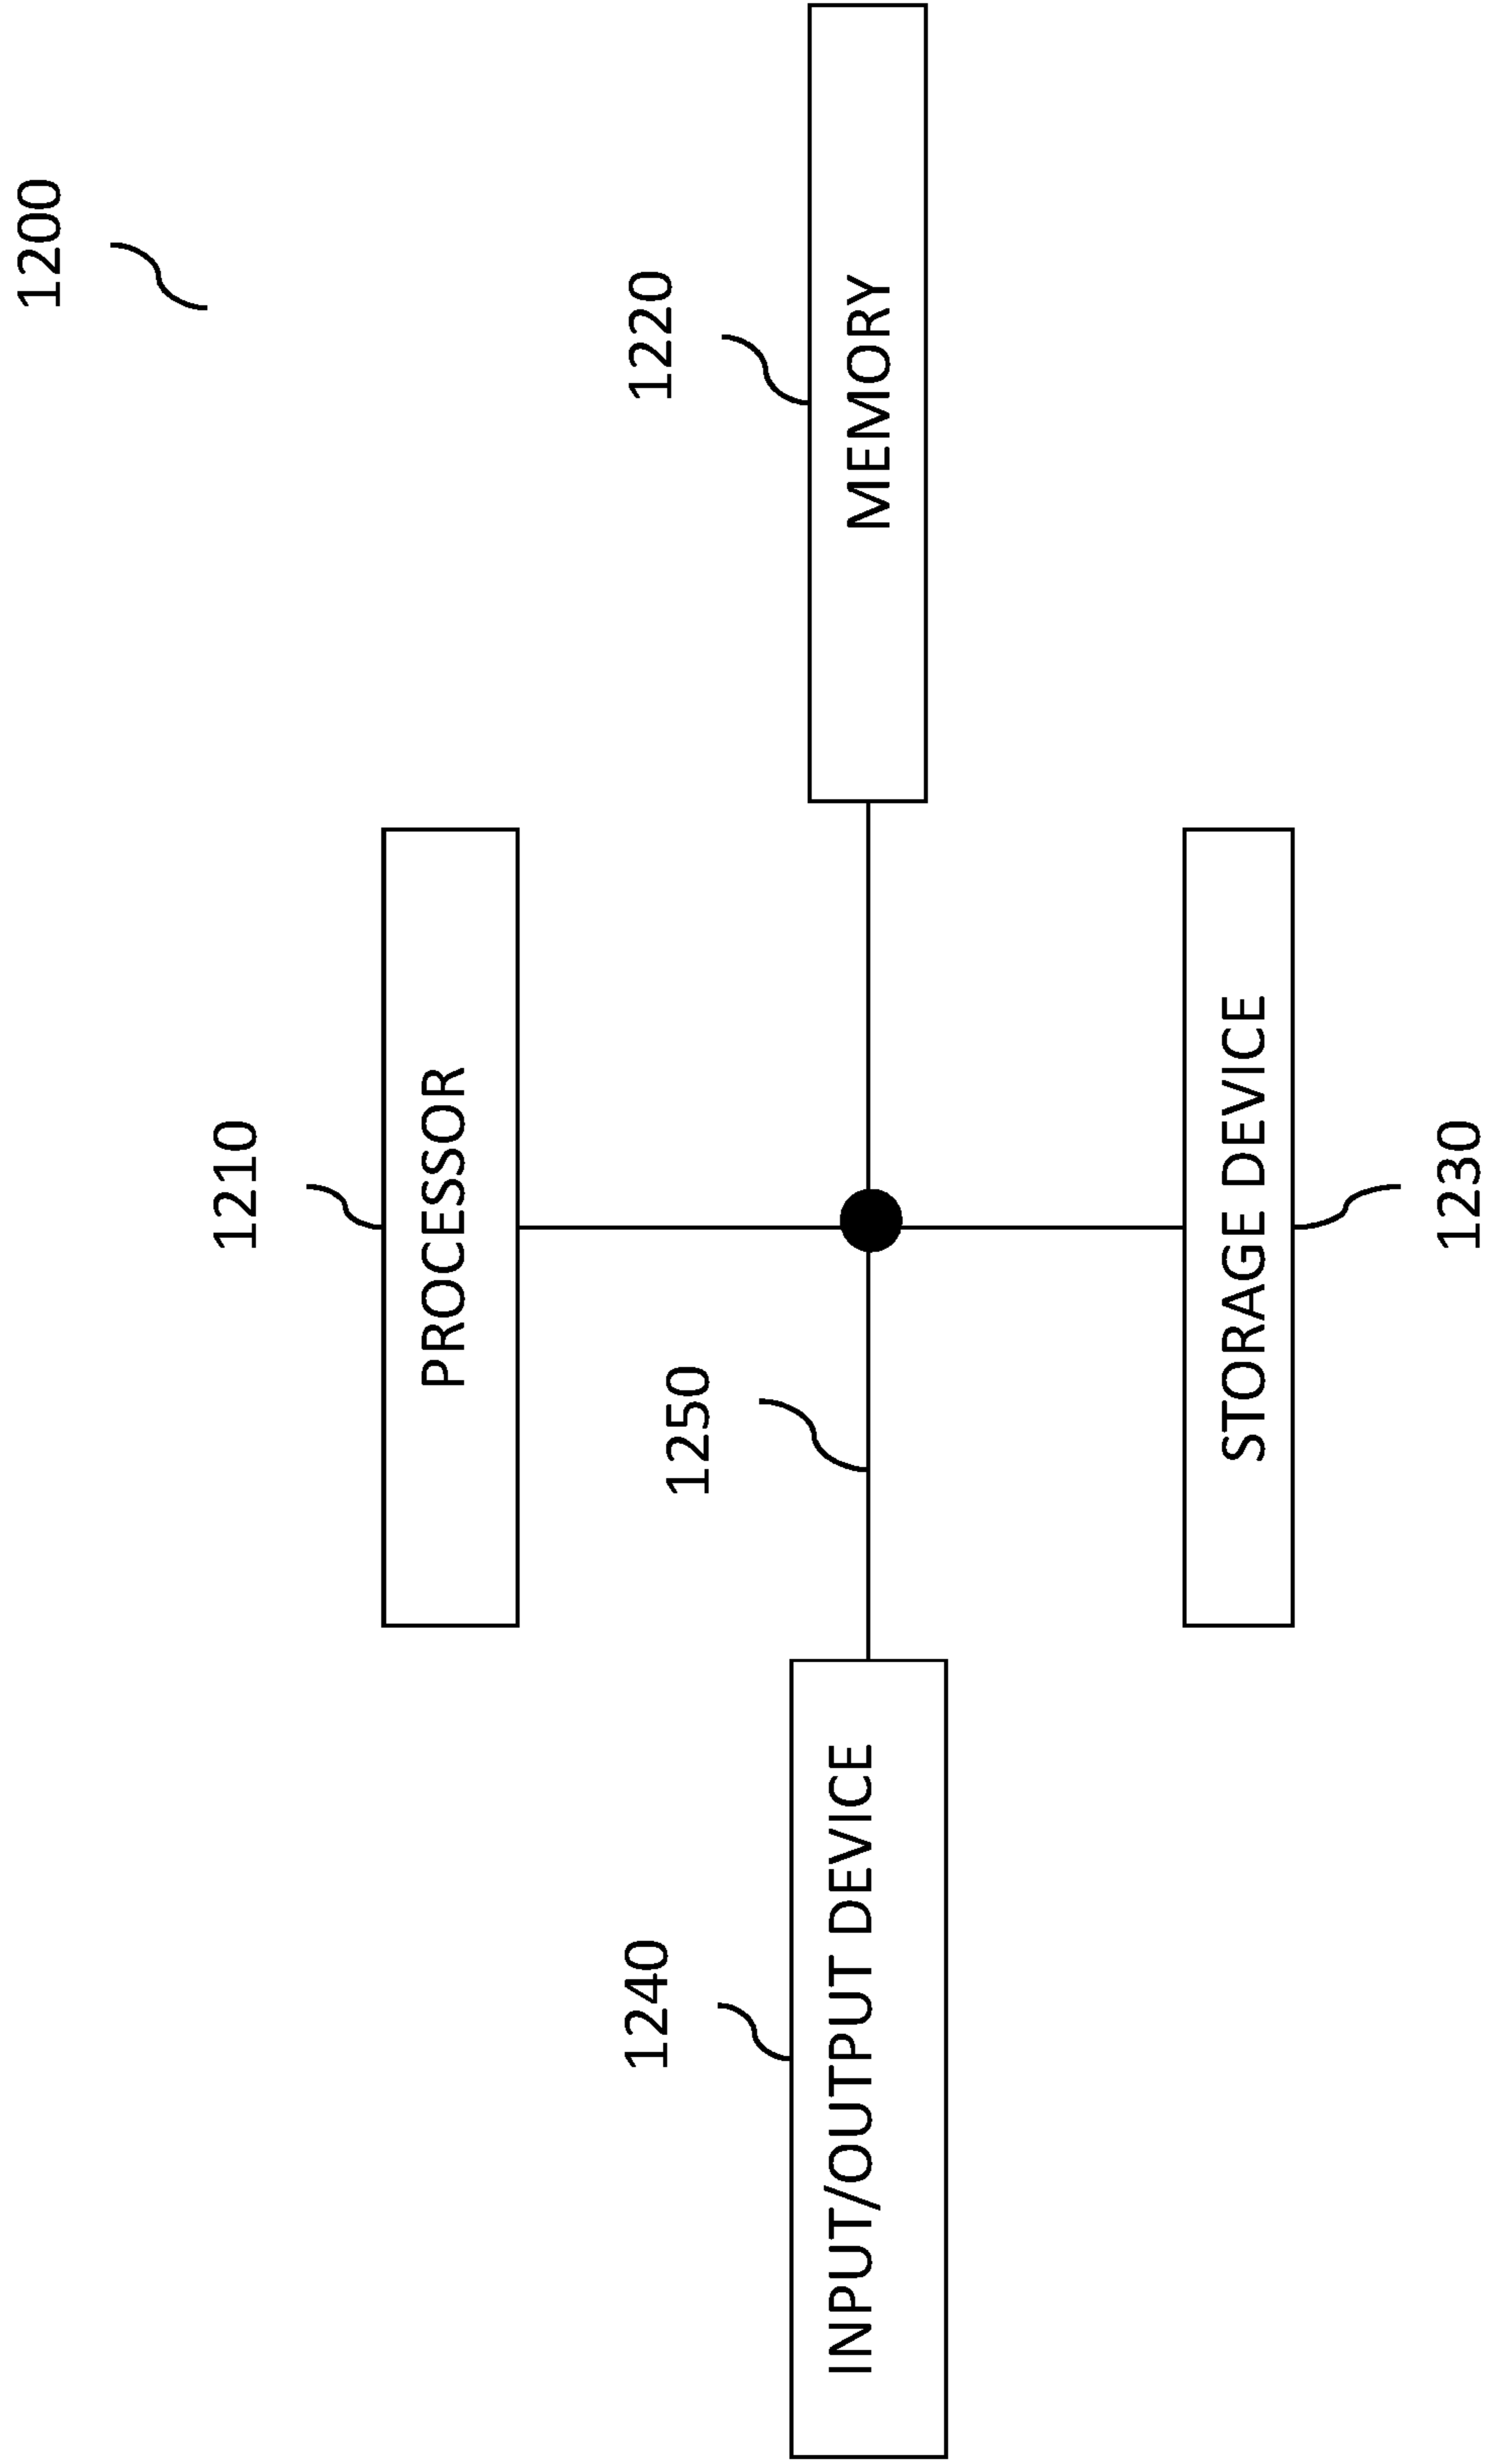 1200
1210
PROCESSOR
1220
MEMORY
1250
1240
INPUT/OUTPUT DEVICE
STORAGE DEVICE
1230